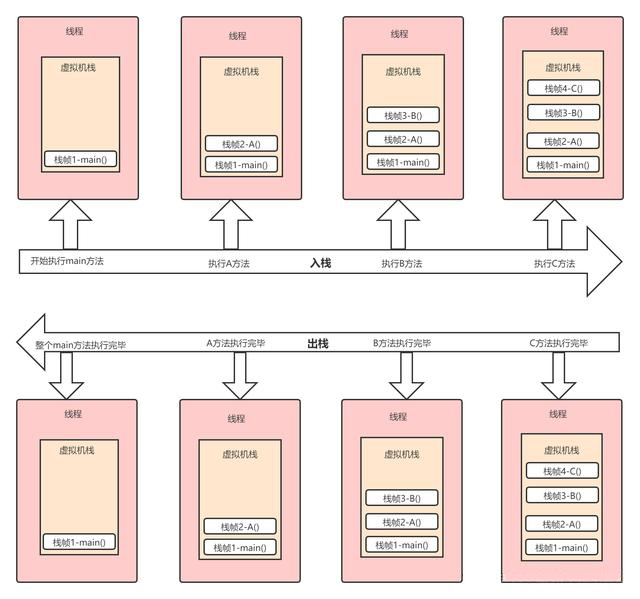 线程
虚拟机栈
栈帧1-main()
线程
虚拟机栈
栈帧2-A()
栈帧1-main()
线程
虚拟机栈
栈帧3-B()
栈帧2-A()
栈帧1-main()
线程
虚拟机栈
栈帧4-C()
栈帧3-B()
栈帧2-A()
栈帧1-main()
开始执行main方法
执行A方法
入栈
执行B方法
执行C方法
整个main方法执行完毕
A方法执行完毕
出栈
B方法执行完毕
C方法执行完毕
线程
虚拟机栈
栈帧1-main()
线程
虚拟机栈
栈帧2-A()
栈帧1-main()
线程
虚拟机栈
栈帧3-B()
栈帧2-A()
栈帧1-main()
线程
虚拟机栈
栈帧4-C()
栈帧3-B()
栈帧2-A()
栈帧1-main()